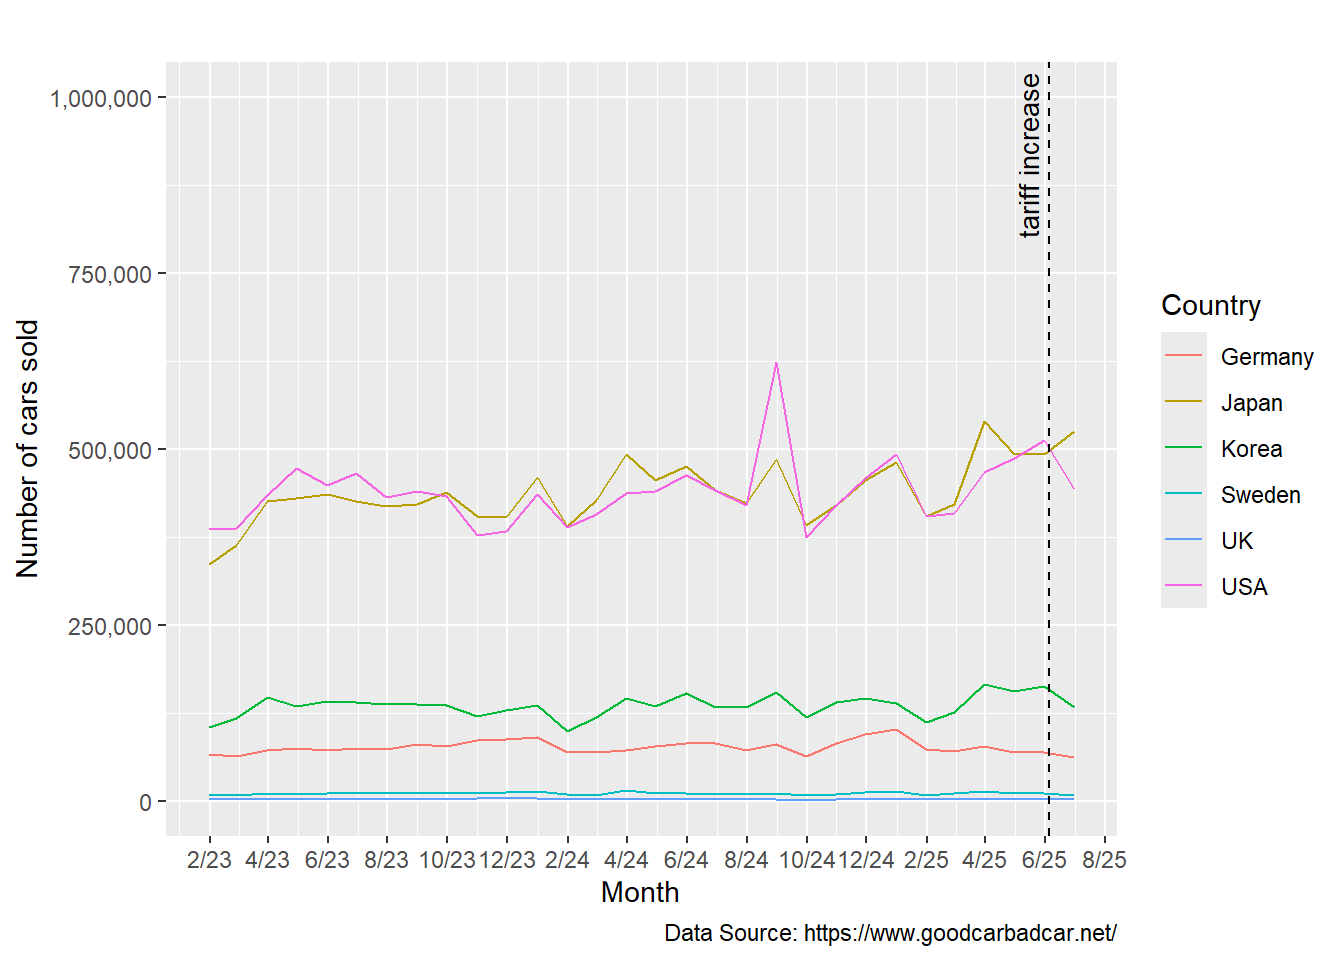 1,000,000
750,000
500,000
250,000
0
Number of cars sold
tariff increase
2/23 4/23 6/23 8/23 10/23 12/23 2/24 4/24 6/24 8/24 10/24 12/24 2/25 4/25 6/25 8/25
Month
Country
Germany
Japan
Korea
Sweden
UK
USA
Data Source: https://www.goodcarbadcar.net/